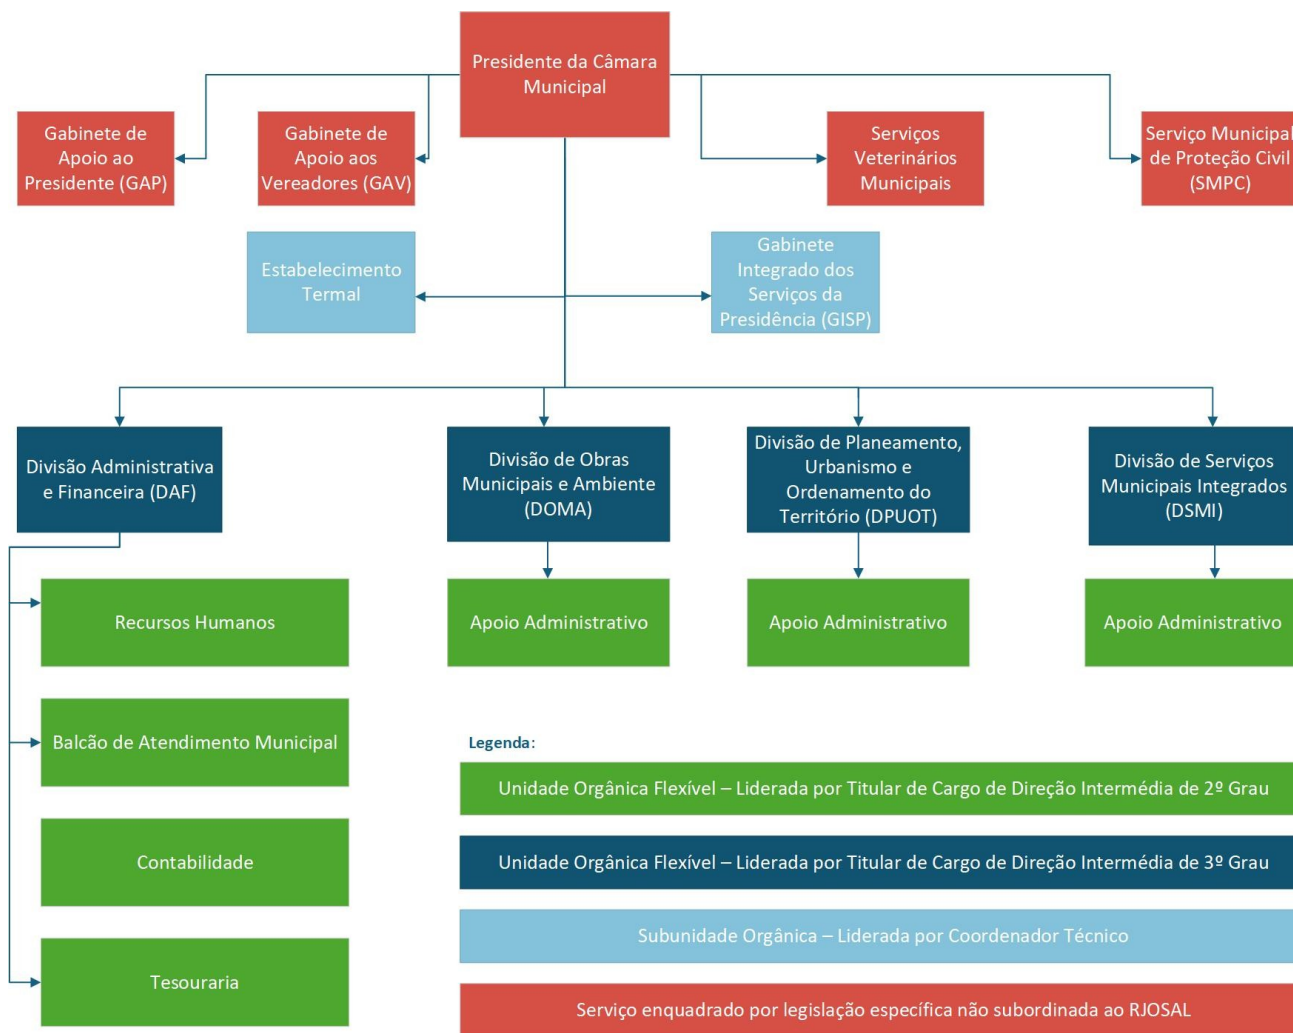 Presidente da Câmara
Municipal
Gabinete de
Apoio ao
Presidente (GAP)
Gabinete de
Apoio aos
Vereadores (GAV)
Serviços
Veterinários
Municipais
Serviço Municipal
de Proteção Civil
(SMPC)
Estabelecimento
Termal
Gabinete
Integrado dos
Serviços da
Presidência (GISP)
Divisão Administrativa
e Financeira (DAF)
Divisão de Obras
Municipais e Ambiente
(DOMA)
Divisão de Planeamento,
Urbanismo e
Ordenamento do
Território (DPUOT)
Divisão de Serviços
Municipais Integrados
(DSMI)
Recursos Humanos
Apoio Administrativo
Apoio Administrativo
Apoio Administrativo
Balcão de Atendimento Municipal
Contabilidade
Tesouraria
Legenda:
Unidade Orgânica Flexível – Liderada por Titular de Cargo de Direção Intermédia de 2º Grau
Unidade Orgânica Flexível – Liderada por Titular de Cargo de Direção Intermédia de 3º Grau
Subunidade Orgânica – Liderada por Coordenador Técnico
Serviço enquadrado por legislação específica não subordinada ao RJOSAL